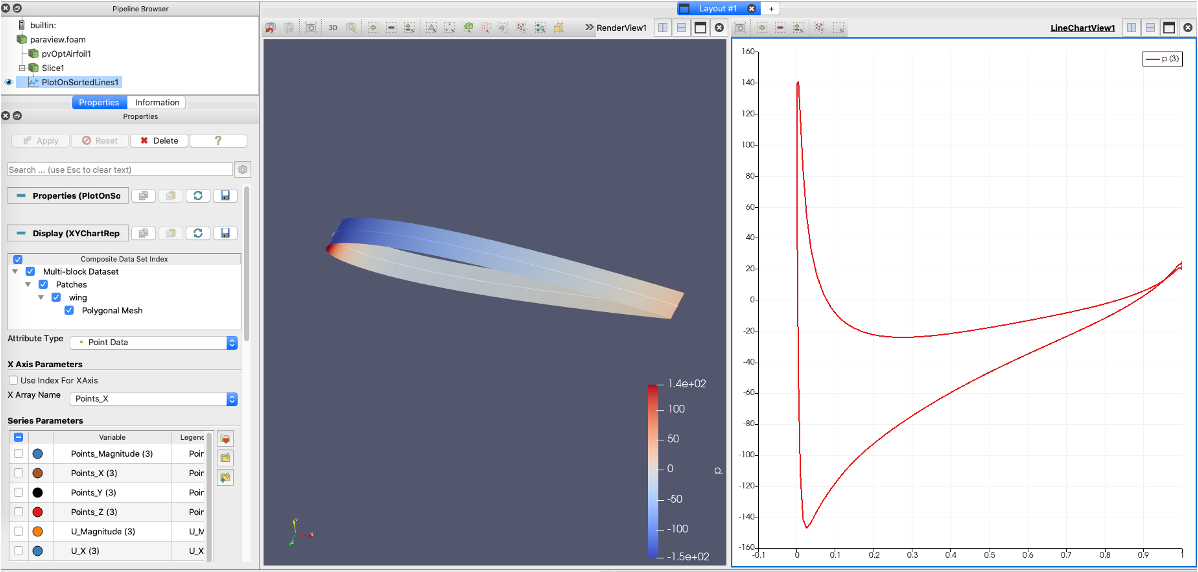 Pipeline Browser
builtin:
paraview.foam
pvOptAirfoil1
Slice1
PlotOnSortedLines1
Properties Information
Properties
Apply Reset Delete ?
Search ... (use Esc to clear text)
Properties (PlotOnSo
Display (XYChartRep
Composite Data Set Index
Multi-block Dataset
Patches
wing
Polygonal Mesh
Attribute Type Point Data
X Axis Parameters
Use Index For XAxis
X Array Name Points_X
Series Parameters
Variable Legenc
Points_Magnitude (3) Poir
Points_X (3) Poir
Points_Y (3) Poir
Points_Z (3) Poir
U_Magnitude (3) U_M
U_X (3) U_X
Layout #1 +
3D RenderView1
1.4e+02
100
50
0
-50
-100
-1.5e+02
p
LineChartView1
p (3)
160
140
120
100
80
60
40
20
0
-20
-40
-60
-80
-100
-120
-140
-160
-0.1 0 0.1 0.2 0.3 0.4 0.5 0.6 0.7 0.8 0.9 1